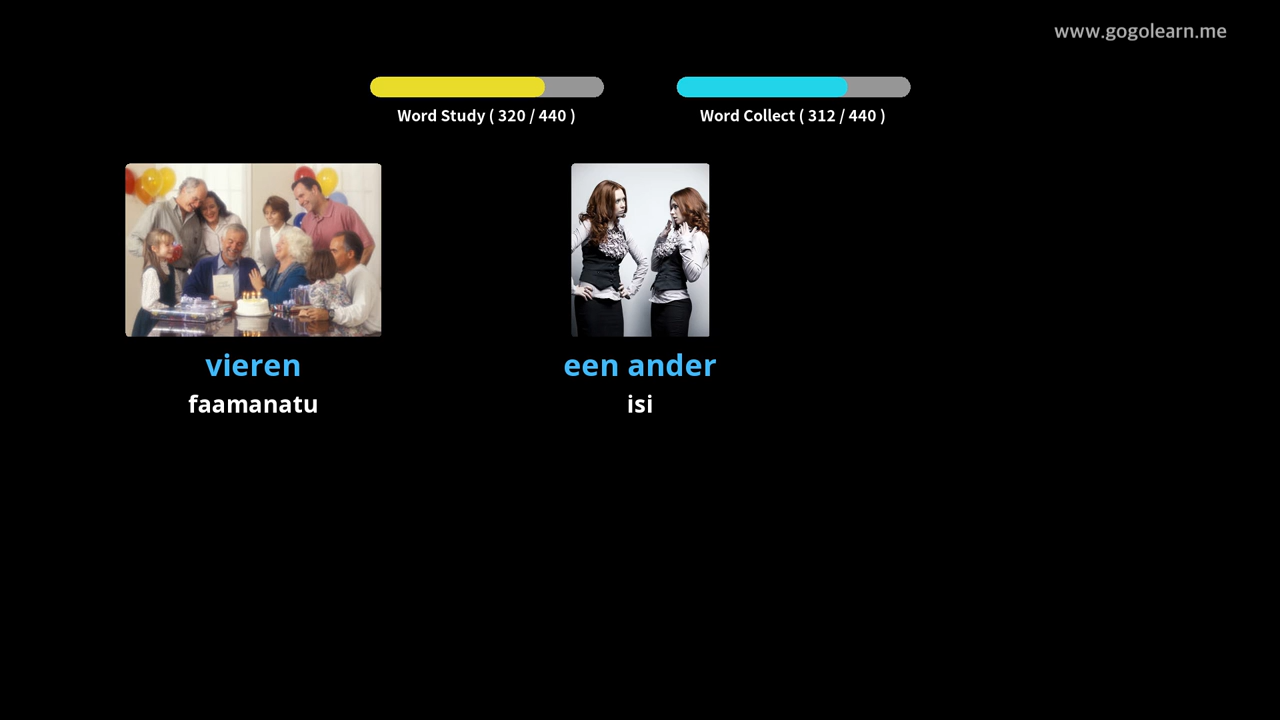 www.gogolearn.me
Word Study ( 320 / 440 )
Word Collect ( 312 / 440 )
vieren
faamanatu
een ander
isi